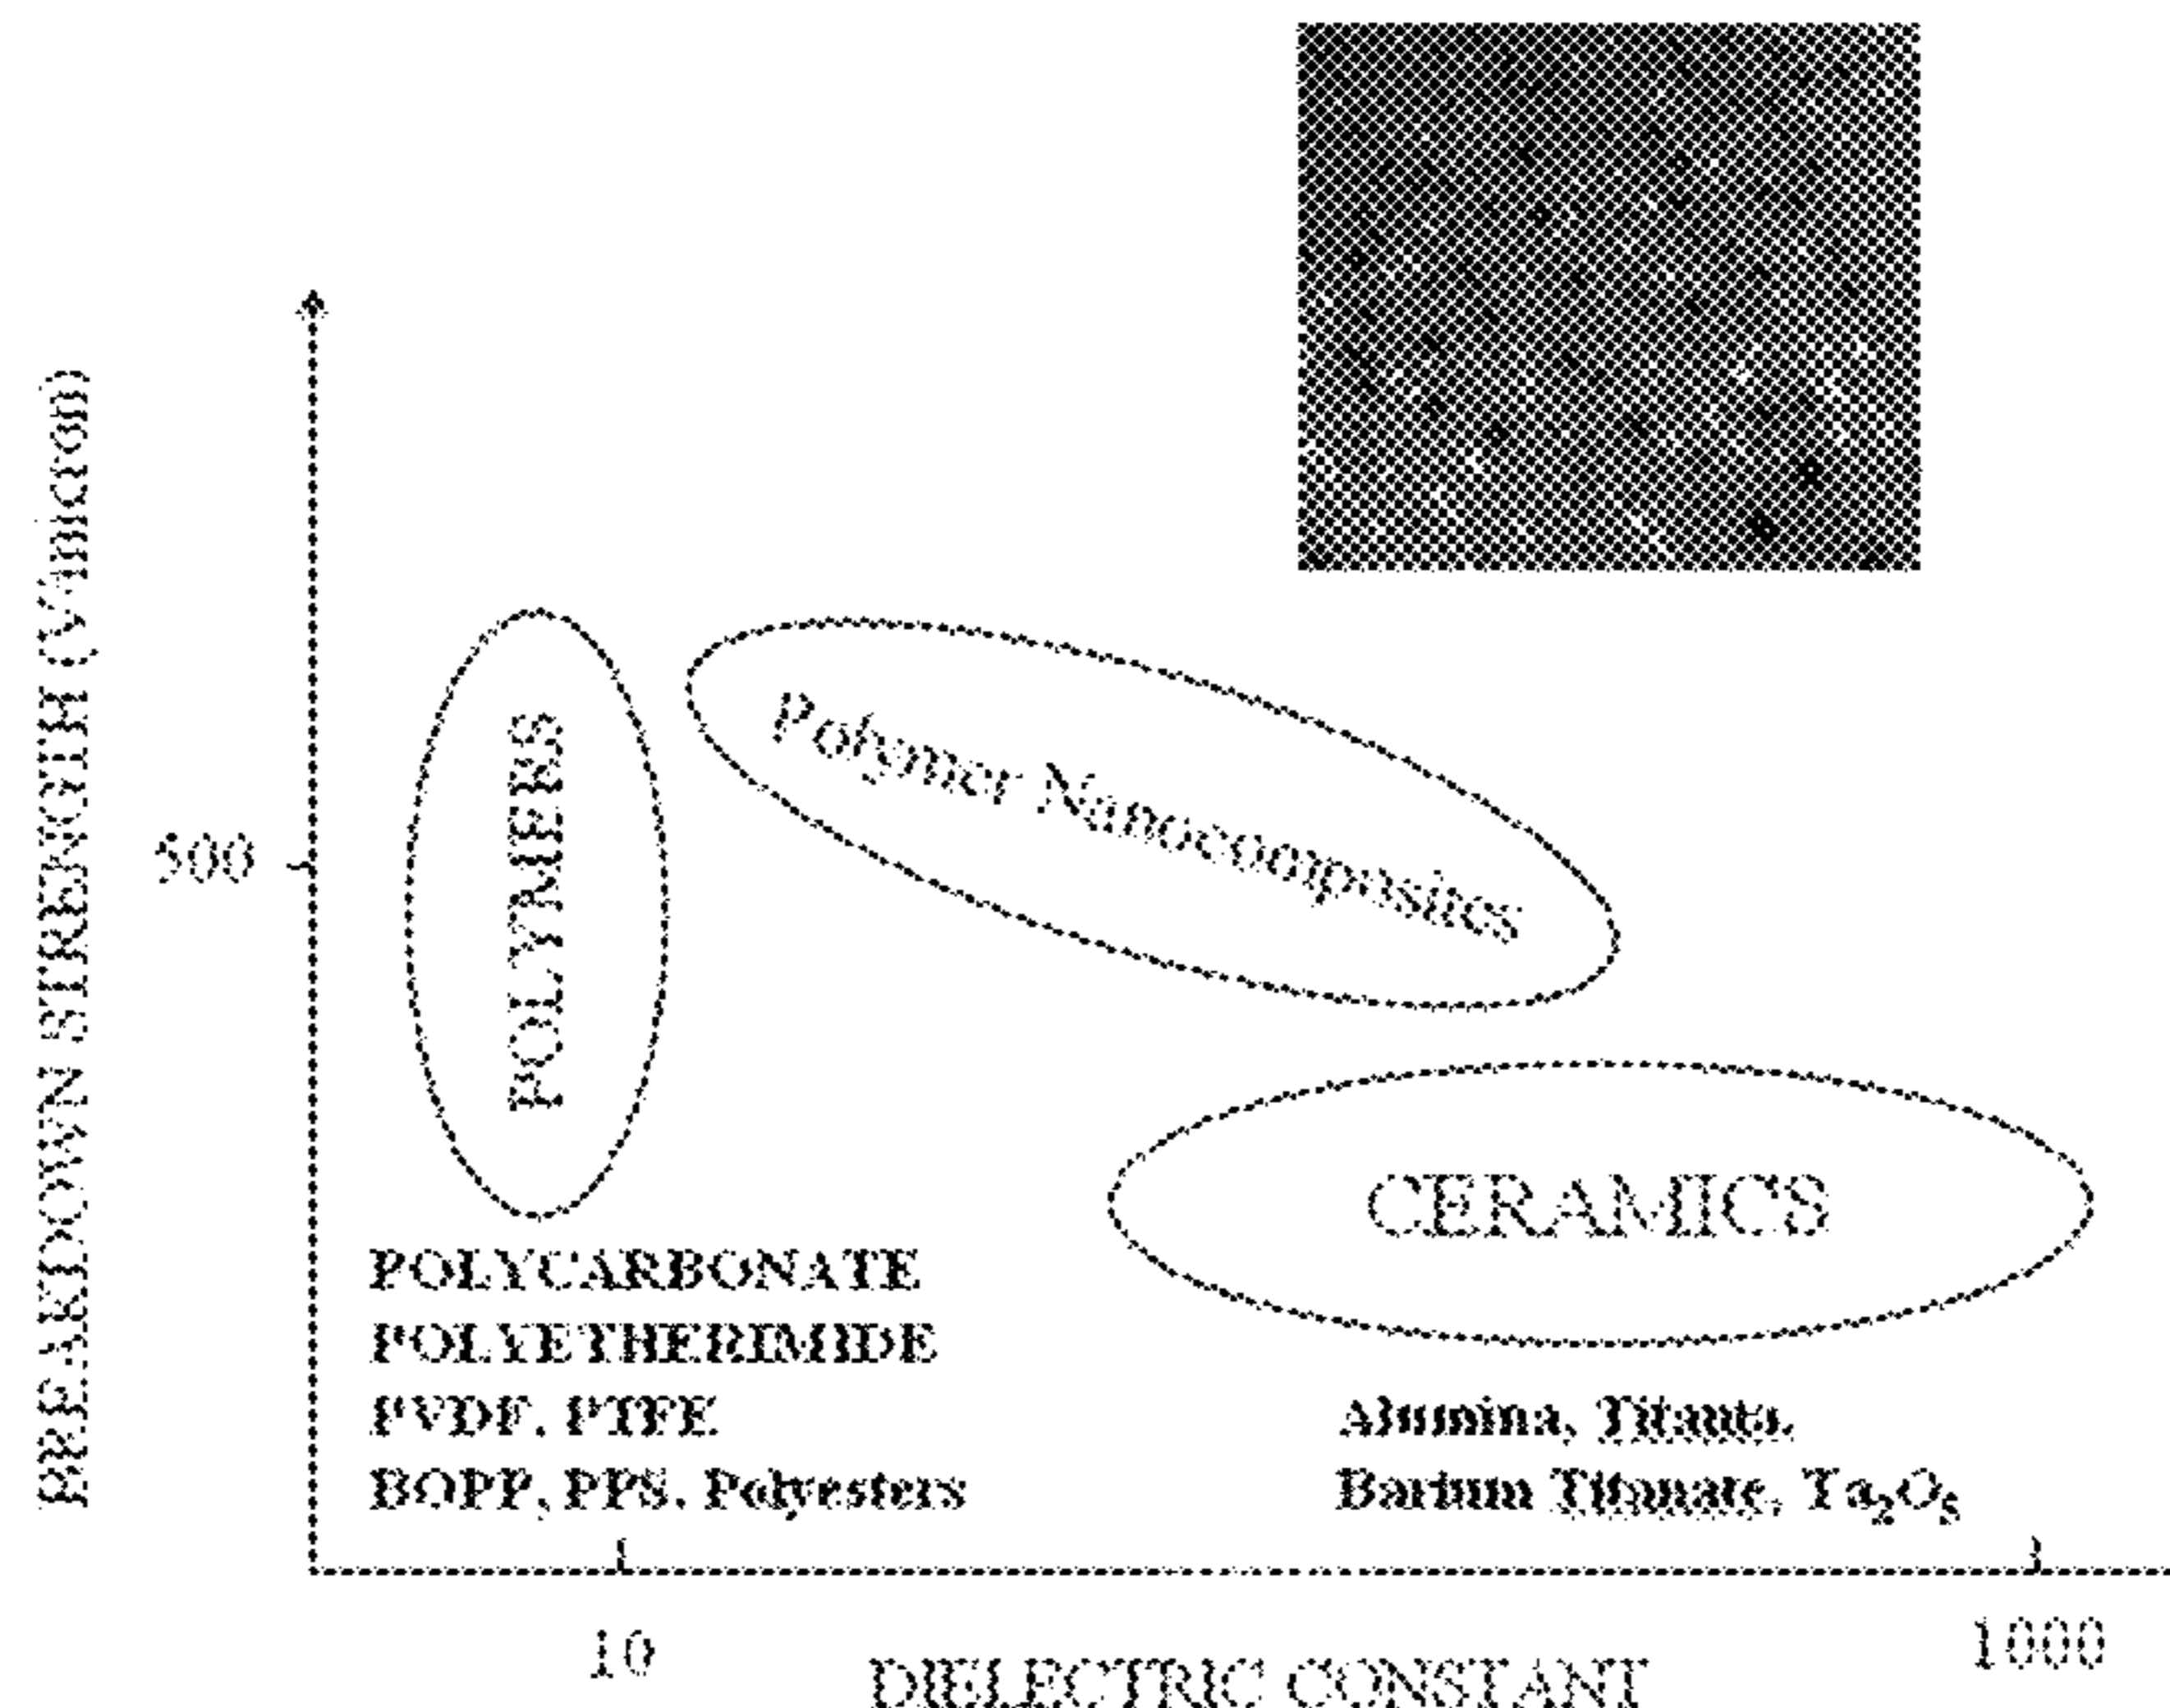 BREAKDOWN STRENGTH (V/micron)
500
POLYMERS
Polymer Nanocomposites
CERAMICS
POLYCARBONATE
POLYETHERIMIDE
PVDF, PTFE
BOPP, PPS, Polyesters
Alumina, Titanta,
Barium Titanate, Ta₂O₅
10
1000
DIELECTRIC CONSTANT